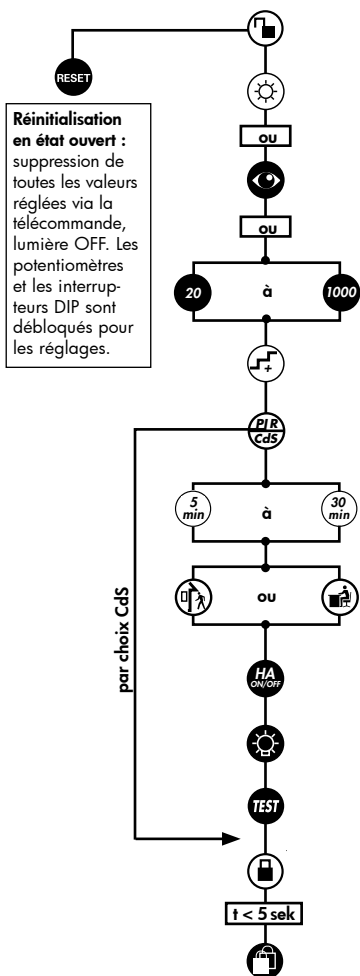 RESET
Réinitialisation
en état ouvert :
suppression de
toutes les valeurs
réglées via la
télécommande,
lumière OFF. Les
potentiomètres
et les interrup-
teurs DIP sont
débloqués pour
les réglages.
ou
ou
20
à
1000
+
PIR
CdS
5
min
à
30
min
ou
par choix CdS
HA
ON/OFF
TEST
t < 5 sek